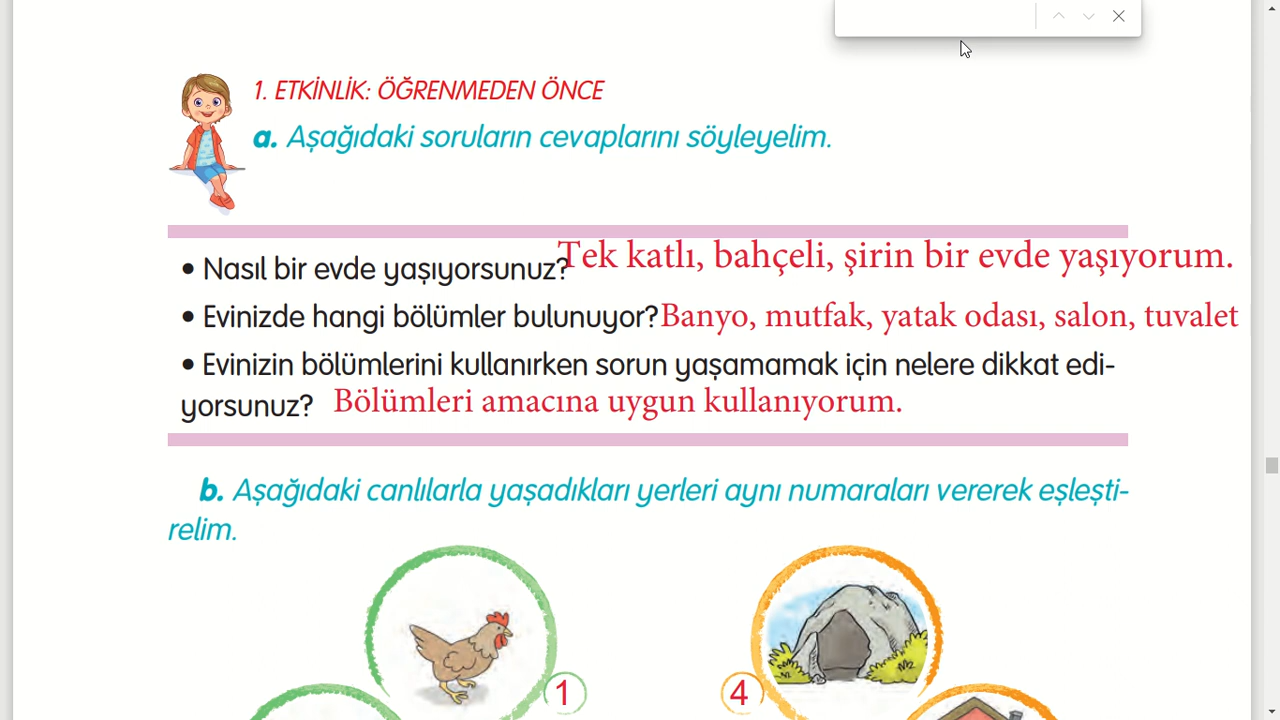 1. ETKİNLİK: ÖĞRENMEDEN ÖNCE
a. Aşağıdaki soruların cevaplarını söyleyelim.
• Nasıl bir evde yaşıyorsunuz? Tek katlı, bahçeli, şirin bir evde yaşıyorum.
• Evinizde hangi bölümler bulunuyor? Banyo, mutfak, yatak odası, salon, tuvalet
• Evinizin bölümlerini kullanırken sorun yaşamamak için nelere dikkat edi-
yorsunuz? Bölümleri amacına uygun kullanıyorum.
b. Aşağıdaki canlılarla yaşadıkları yerleri aynı numaraları vererek eşleşti-
relim.
1 4